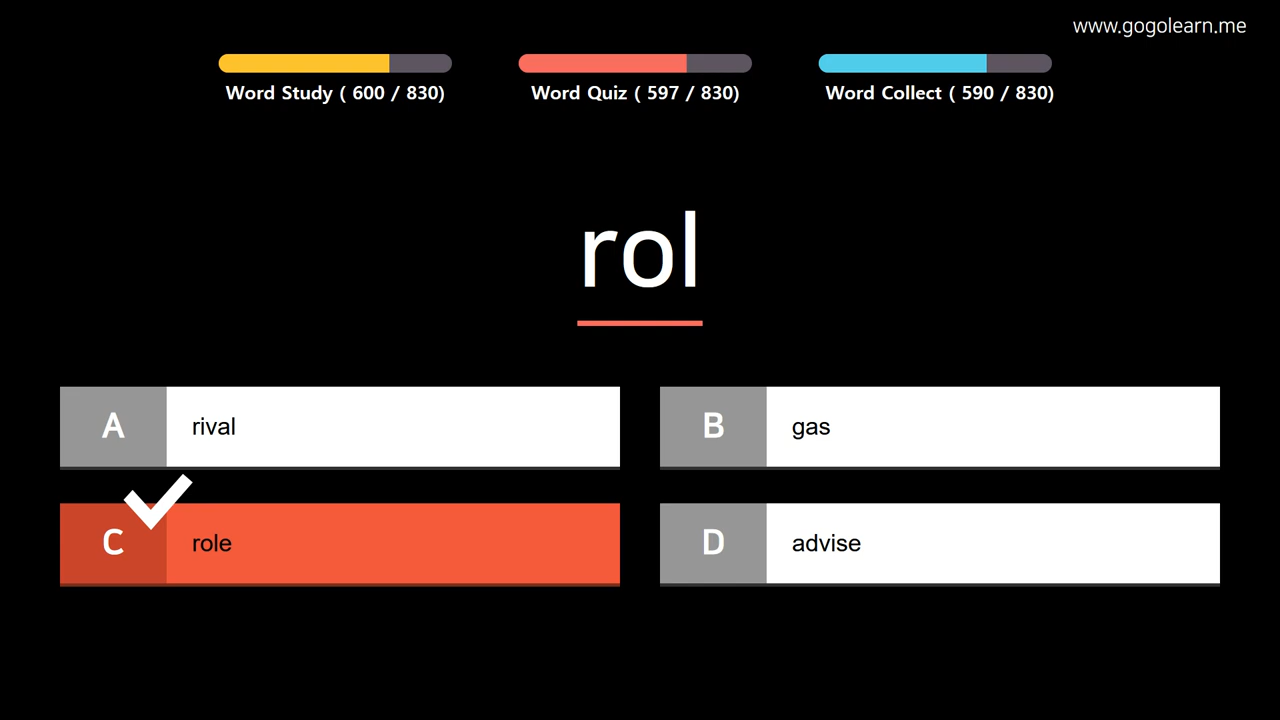 www.gogolearn.me
Word Study ( 600 / 830)
Word Quiz ( 597 / 830)
Word Collect ( 590 / 830)
rol
A rival
B gas
C role
D advise